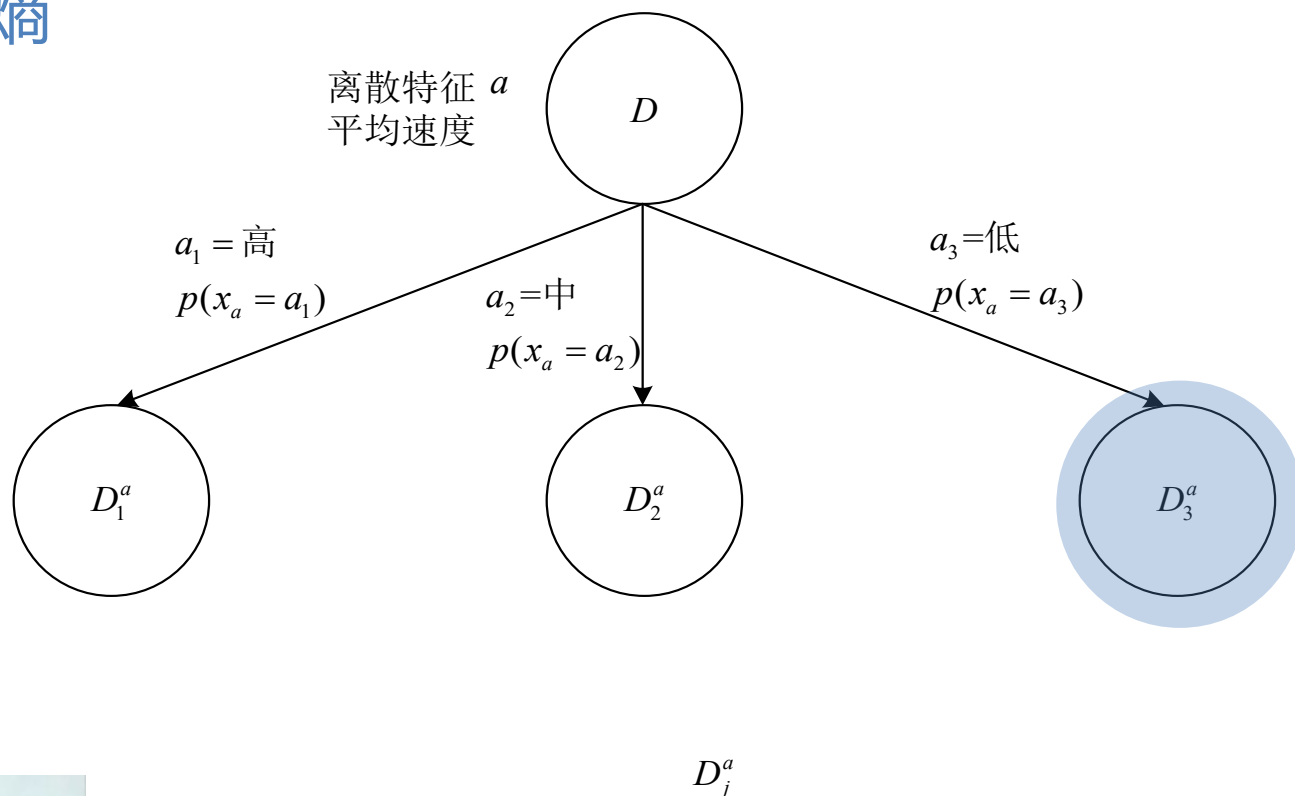 熵
离散特征 a
平均速度
D
a₁ = 高
p(xₐ = a₁)
a₂=中
p(xₐ = a₂)
a₃=低
p(xₐ = a₃)
D₁ᵃ
D₂ᵃ
D₃ᵃ
Dⱼᵃ